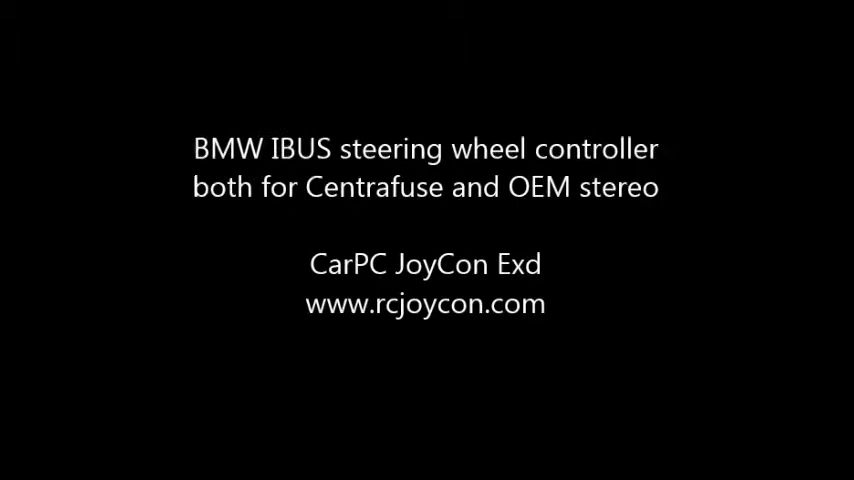 BMW IBUS steering wheel controller
both for Centrafuse and OEM stereo
CarPC JoyCon Exd
www.rcjoycon.com